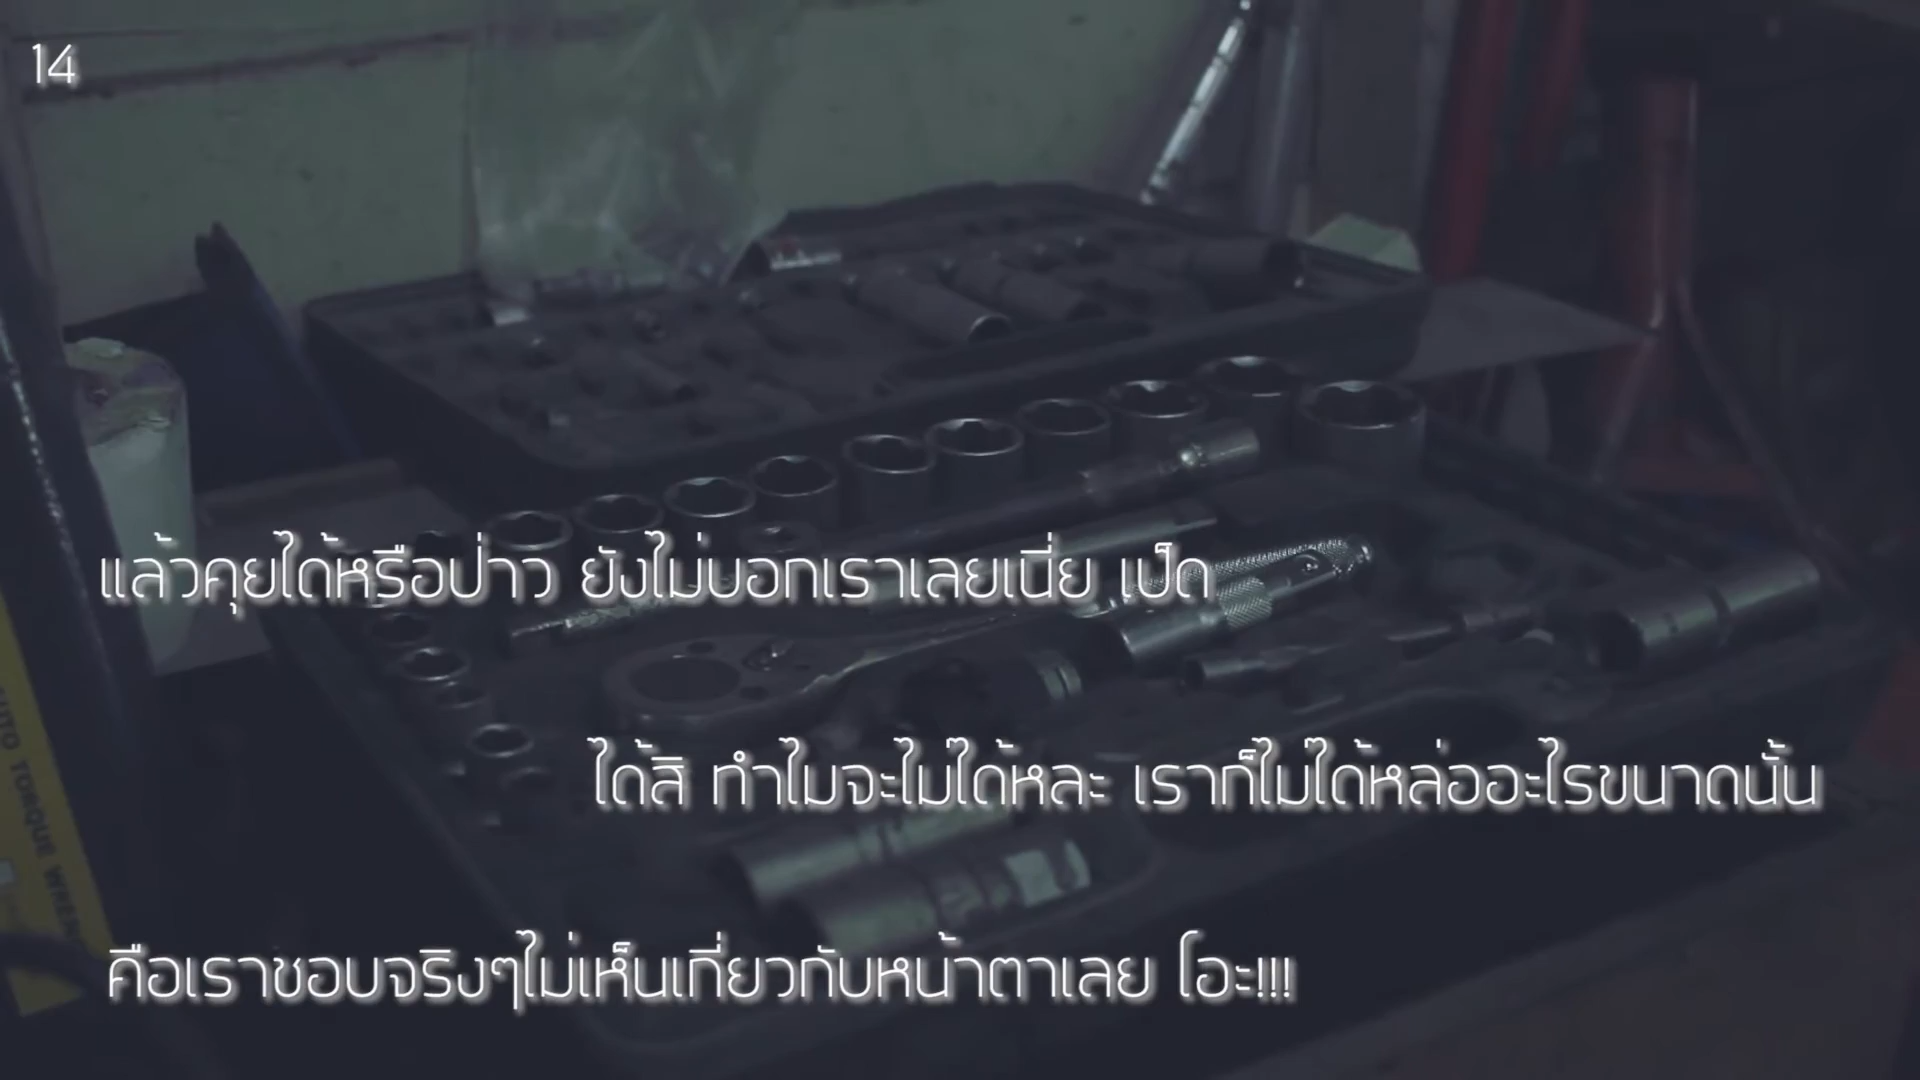 14
แล้วคุยได้หรือป่าว ยังไม่บอกเราเลยเนี่ย เป็ด
ได้สิ ทำไมจะไม่ได้หละ เราก็ไม่ได้หล่ออะไรขนาดนั้น
คือเราชอบจริงๆไม่เห็นเกี่ยวกับหน้าตาเลย โอะ!!!
AUTO TORQUE WREN